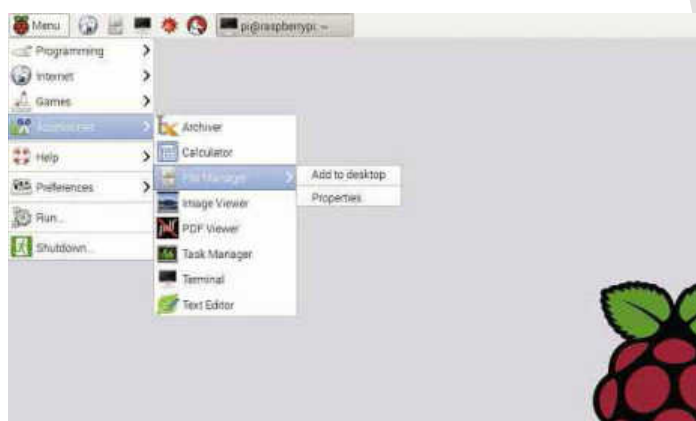 Menu
pi@raspberrypi: ~
Programming
Internet
Games
Accessories
Help
Preferences
Run...
Shutdown...
Archiver
Calculator
File Manager
Image Viewer
PDF Viewer
Task Manager
Terminal
Text Editor
Add to desktop
Properties